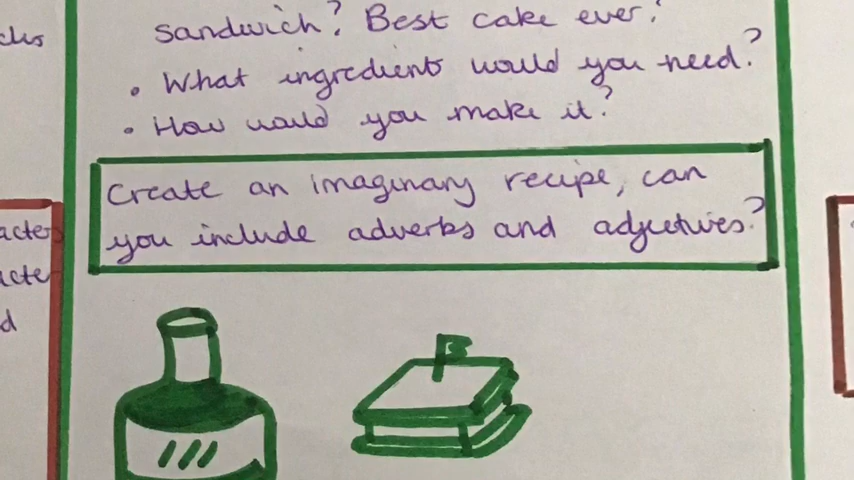 sandwich? Best cake ever?
• What ingredients would you need?
• How would you make it?
Create an imaginary recipe, can
you include adverbs and adjectives?